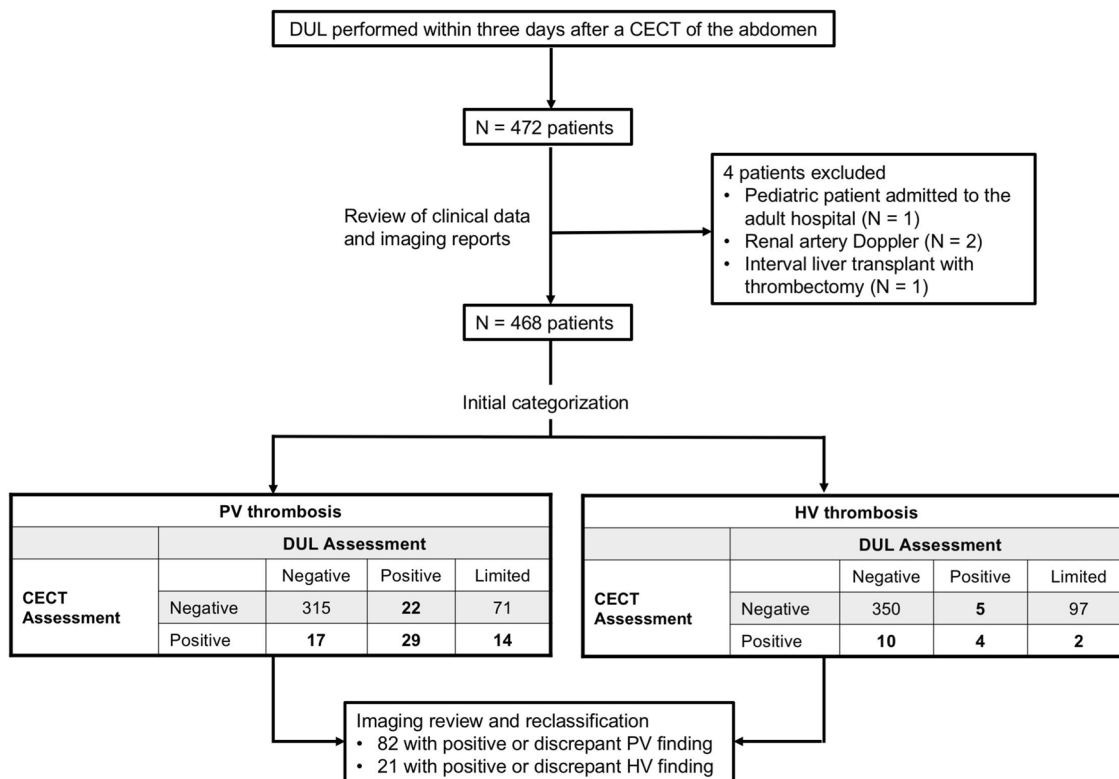 DUL performed within three days after a CECT of the abdomen
N = 472 patients
Review of clinical data
and imaging reports
4 patients excluded
• Pediatric patient admitted to the
adult hospital (N = 1)
• Renal artery Doppler (N = 2)
• Interval liver transplant with
thrombectomy (N = 1)
N = 468 patients
Initial categorization
PV thrombosis
DUL Assessment
CECT
Assessment
Negative Positive Limited
Negative 315 22 71
Positive 17 29 14
HV thrombosis
DUL Assessment
CECT
Assessment
Negative Positive Limited
Negative 350 5 97
Positive 10 4 2
Imaging review and reclassification
• 82 with positive or discrepant PV finding
• 21 with positive or discrepant HV finding